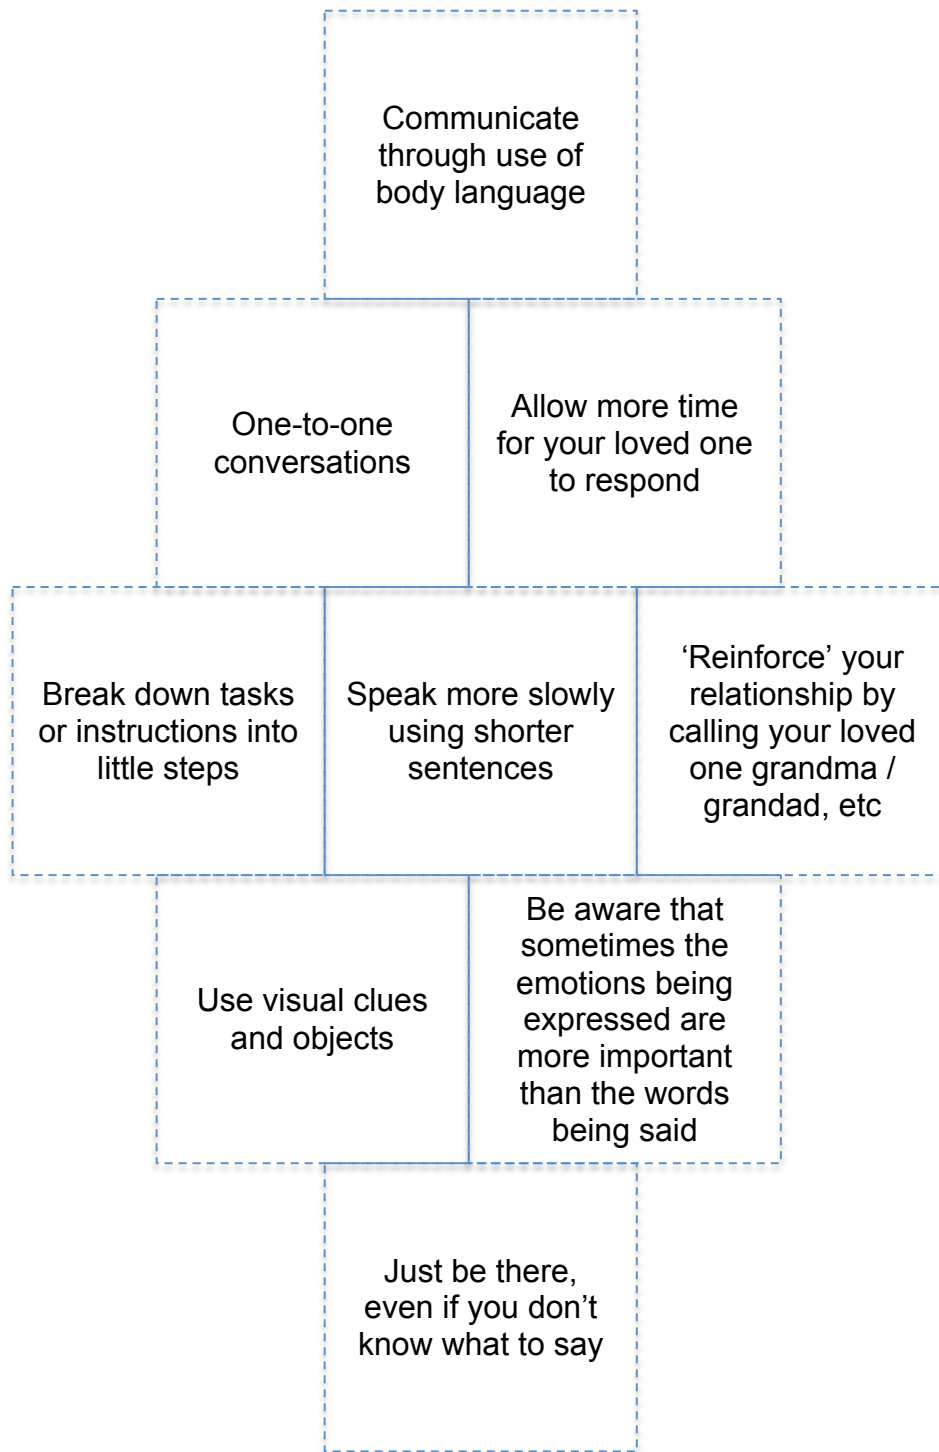 Communicate
through use of
body language
One-to-one
conversations
Allow more time
for your loved one
to respond
Break down tasks
or instructions into
little steps
Speak more slowly
using shorter
sentences
‘Reinforce’ your
relationship by
calling your loved
one grandma /
grandad, etc
Use visual clues
and objects
Be aware that
sometimes the
emotions being
expressed are
more important
than the words
being said
Just be there,
even if you don’t
know what to say